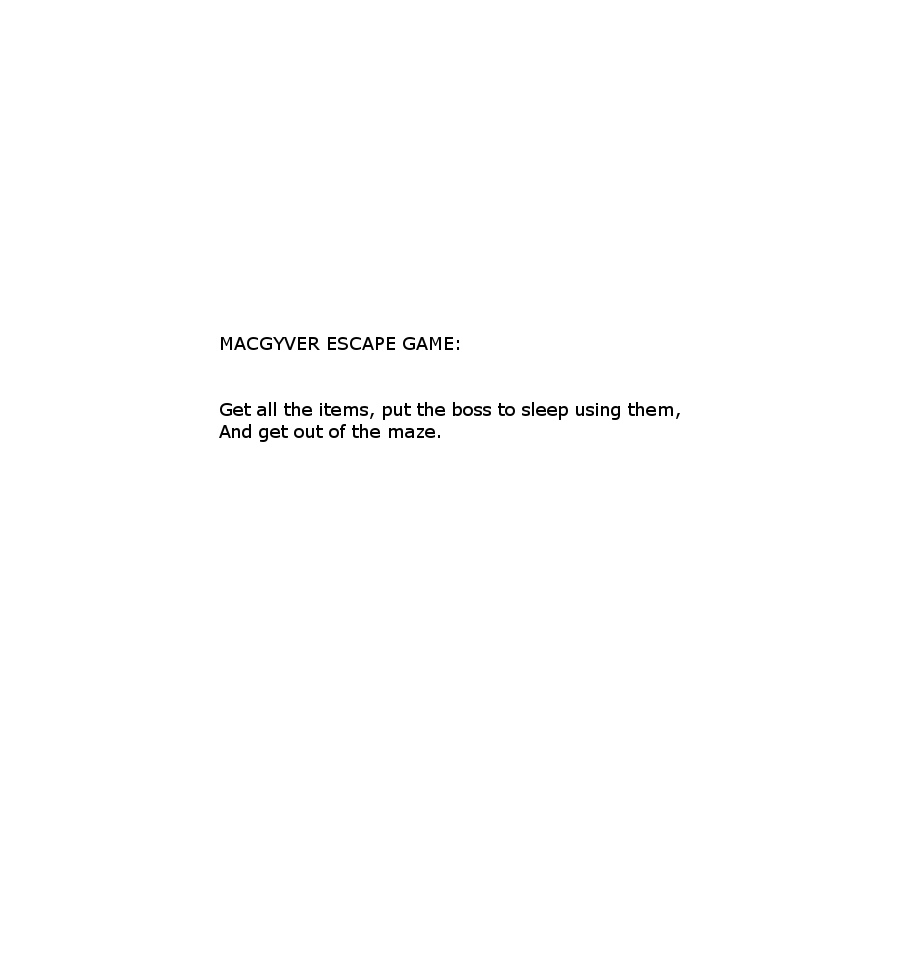 MACGYVER ESCAPE GAME:
Get all the items, put the boss to sleep using them,
And get out of the maze.